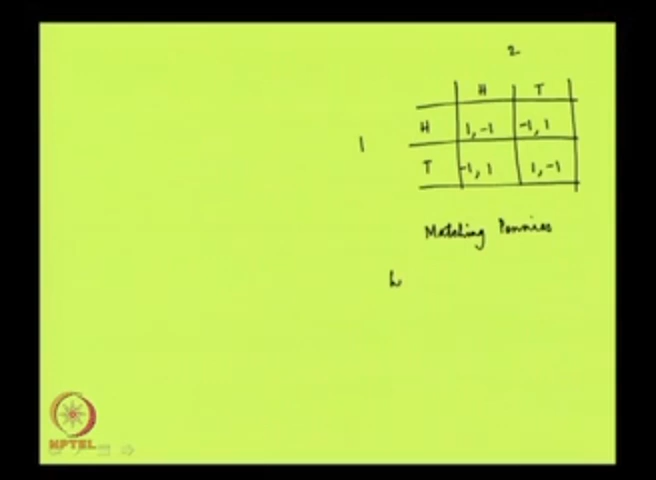 2
H T
1 H 1, -1 -1, 1
T -1, 1 1, -1
Matching Pennies
h
NPTEL